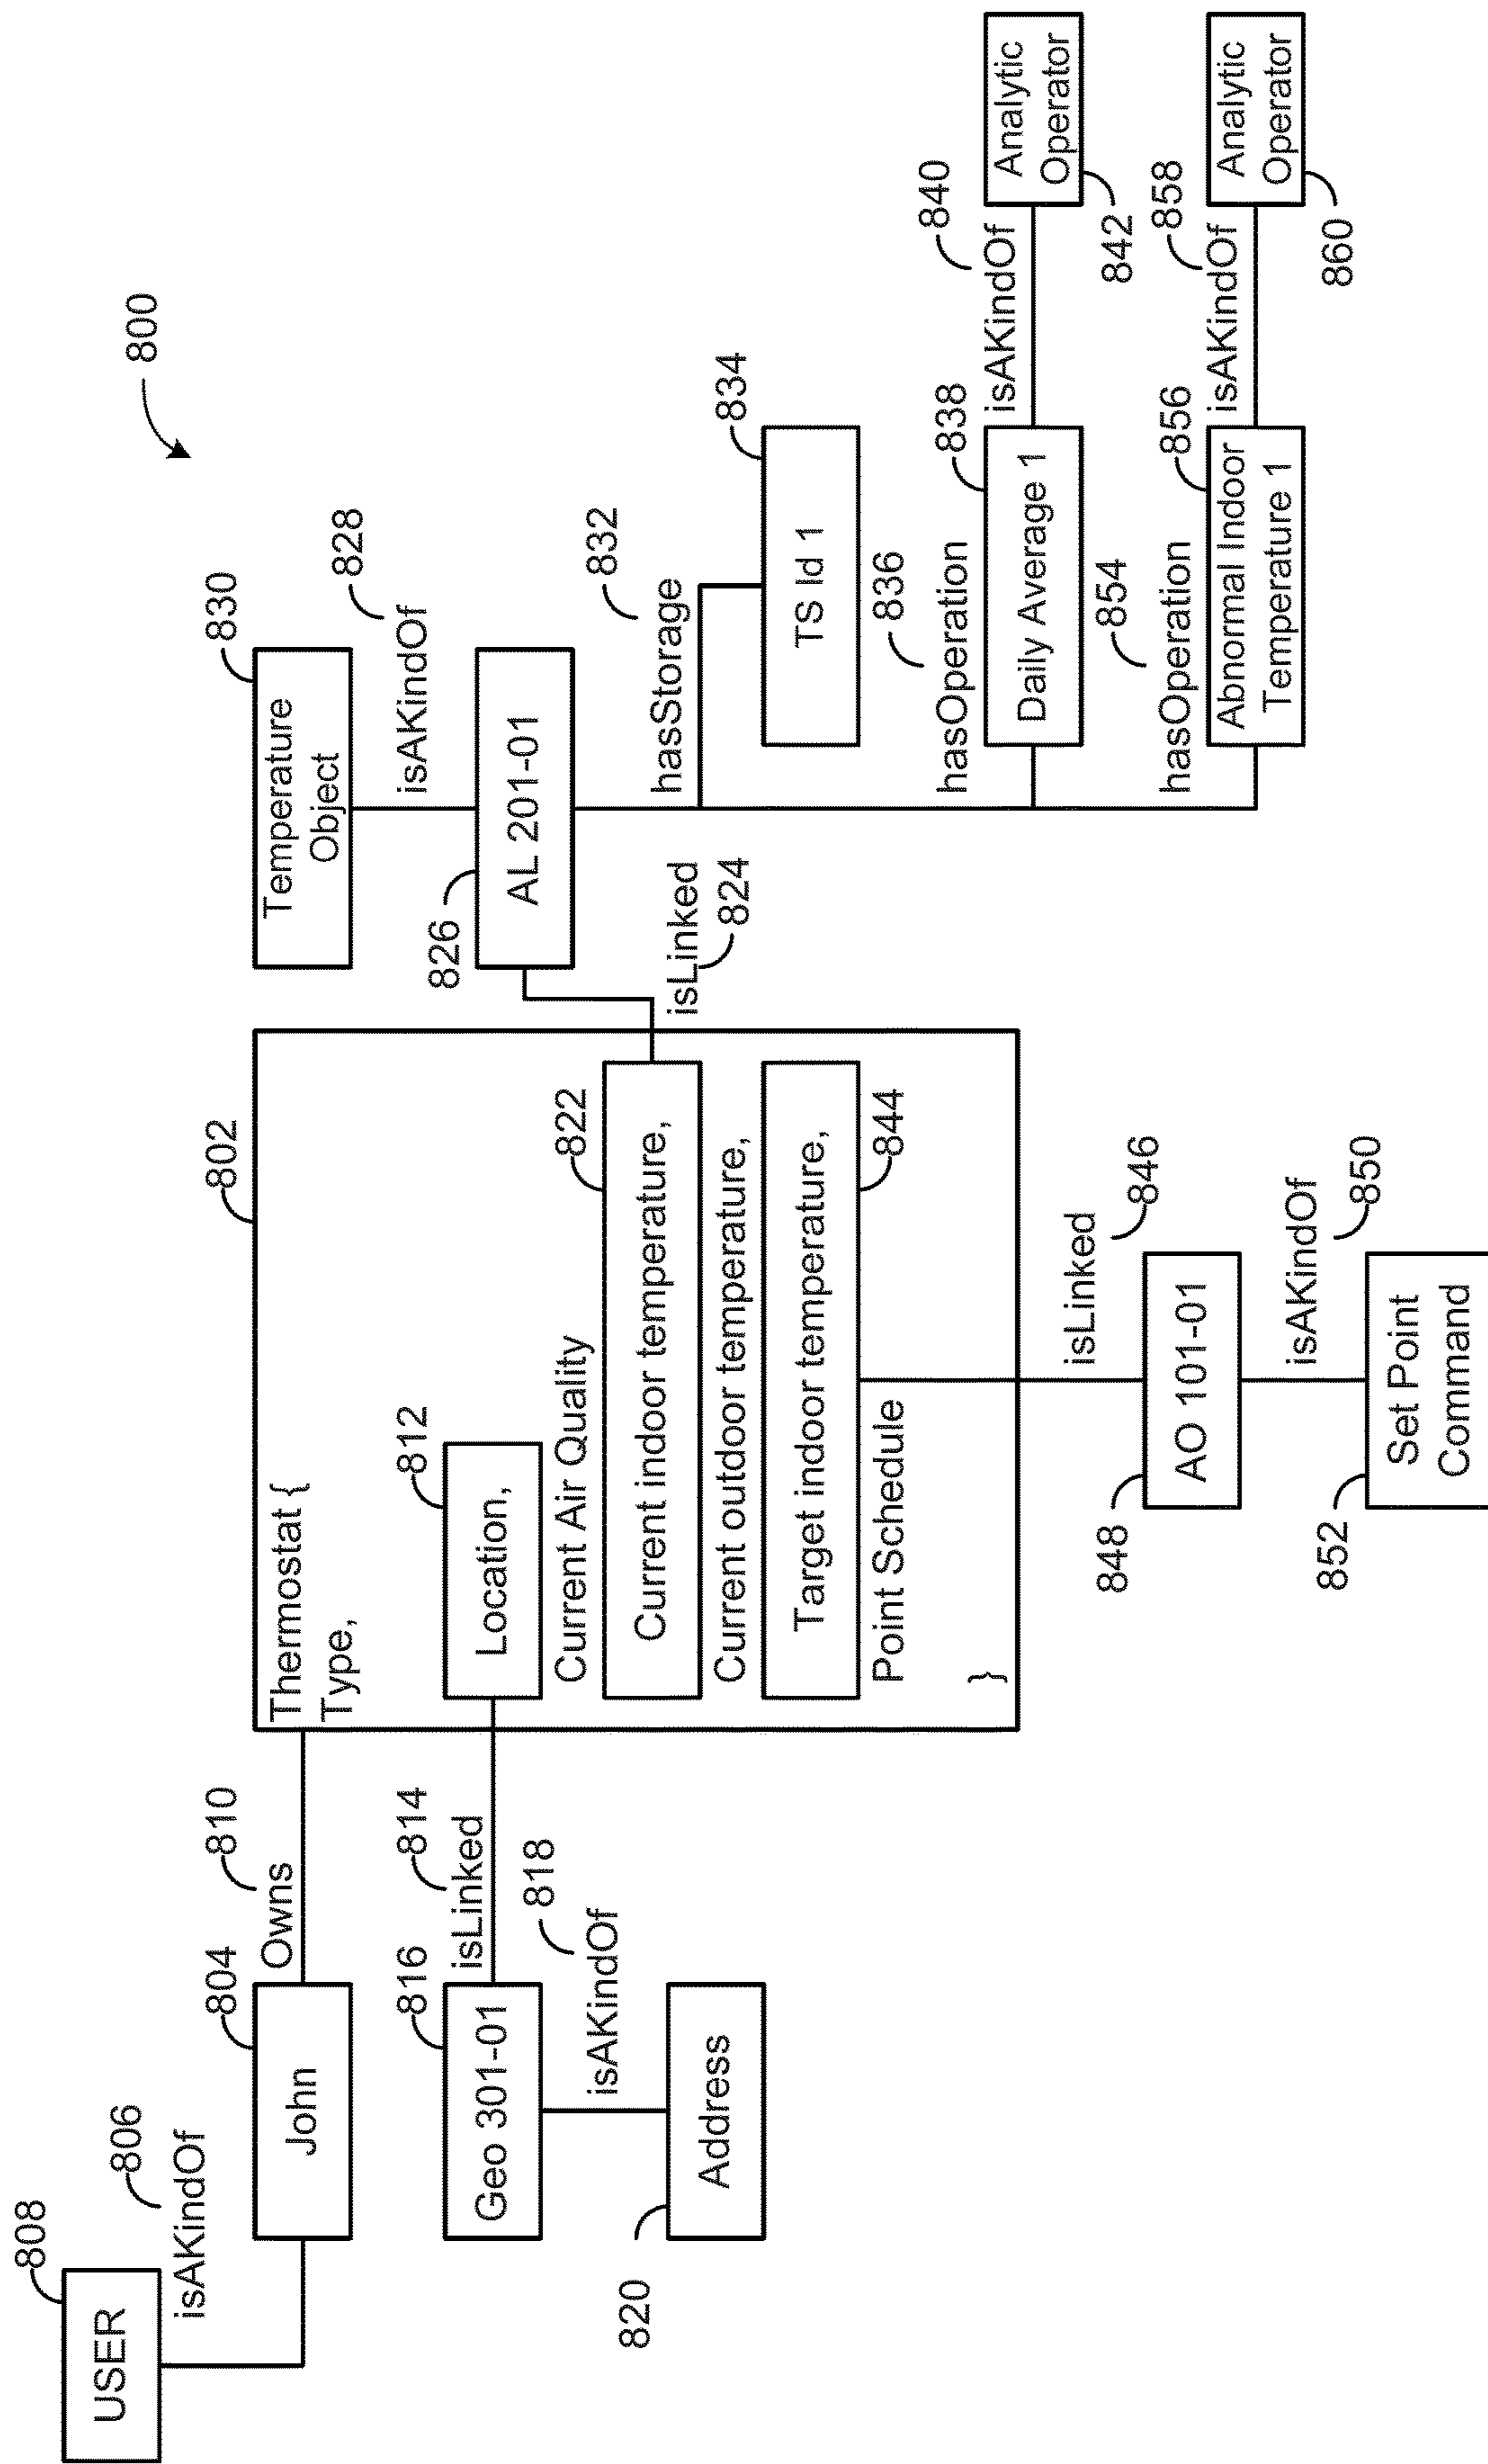 800
808
USER
806
isAKindOf
804
John
810
Owns
802
Thermostat {
Type,
812
Location,
814
isLinked
816
Geo 301-01
818
isAKindOf
820
Address
Current Air Quality
822
Current indoor temperature,
Current outdoor temperature,
Target indoor temperature,
844
Point Schedule
}
isLinked
824
826
AL 201-01
828
isAKindOf
830
Temperature
Object
832
hasStorage
834
TS Id 1
836
hasOperation
838
Daily Average 1
840
isAKindOf
Analytic
Operator
842
854
hasOperation
856
Abnormal Indoor
Temperature 1
858
isAKindOf
Analytic
Operator
860
isLinked
846
848
AO 101-01
isAKindOf
850
852
Set Point
Command